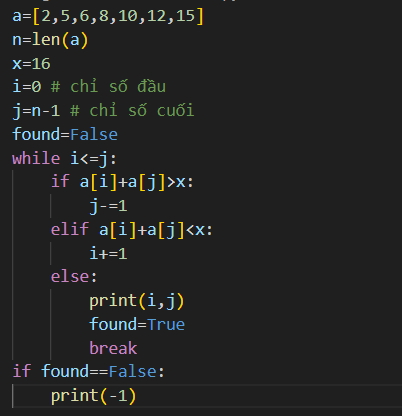 a=[2,5,6,8,10,12,15]
n=len(a)
x=16
i=0 # chỉ số đầu
j=n-1 # chỉ số cuối
found=False
while i<=j:
    if a[i]+a[j]>x:
        j-=1
    elif a[i]+a[j]<x:
        i+=1
    else:
        print(i,j)
        found=True
        break
if found==False:
    print(-1)